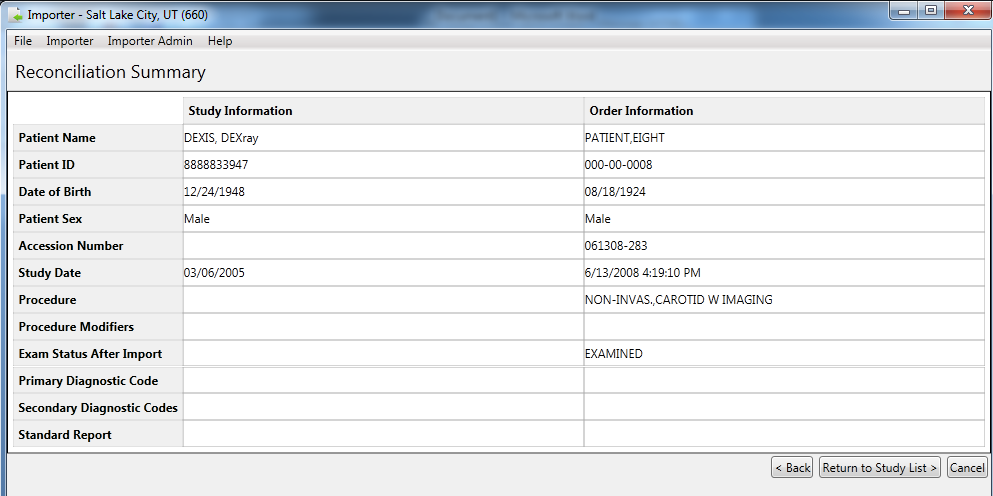 Importer - Salt Lake City, UT (660)
File Importer Importer Admin Help
Reconciliation Summary
Study Information Order Information
Patient Name DEXIS, DEXray PATIENT,EIGHT
Patient ID 8888833947 000-00-0008
Date of Birth 12/24/1948 08/18/1924
Patient Sex Male Male
Accession Number 061308-283
Study Date 03/06/2005 6/13/2008 4:19:10 PM
Procedure NON-INVAS.,CAROTID W IMAGING
Procedure Modifiers
Exam Status After Import EXAMINED
Primary Diagnostic Code
Secondary Diagnostic Codes
Standard Report
< Back Return to Study List > Cancel